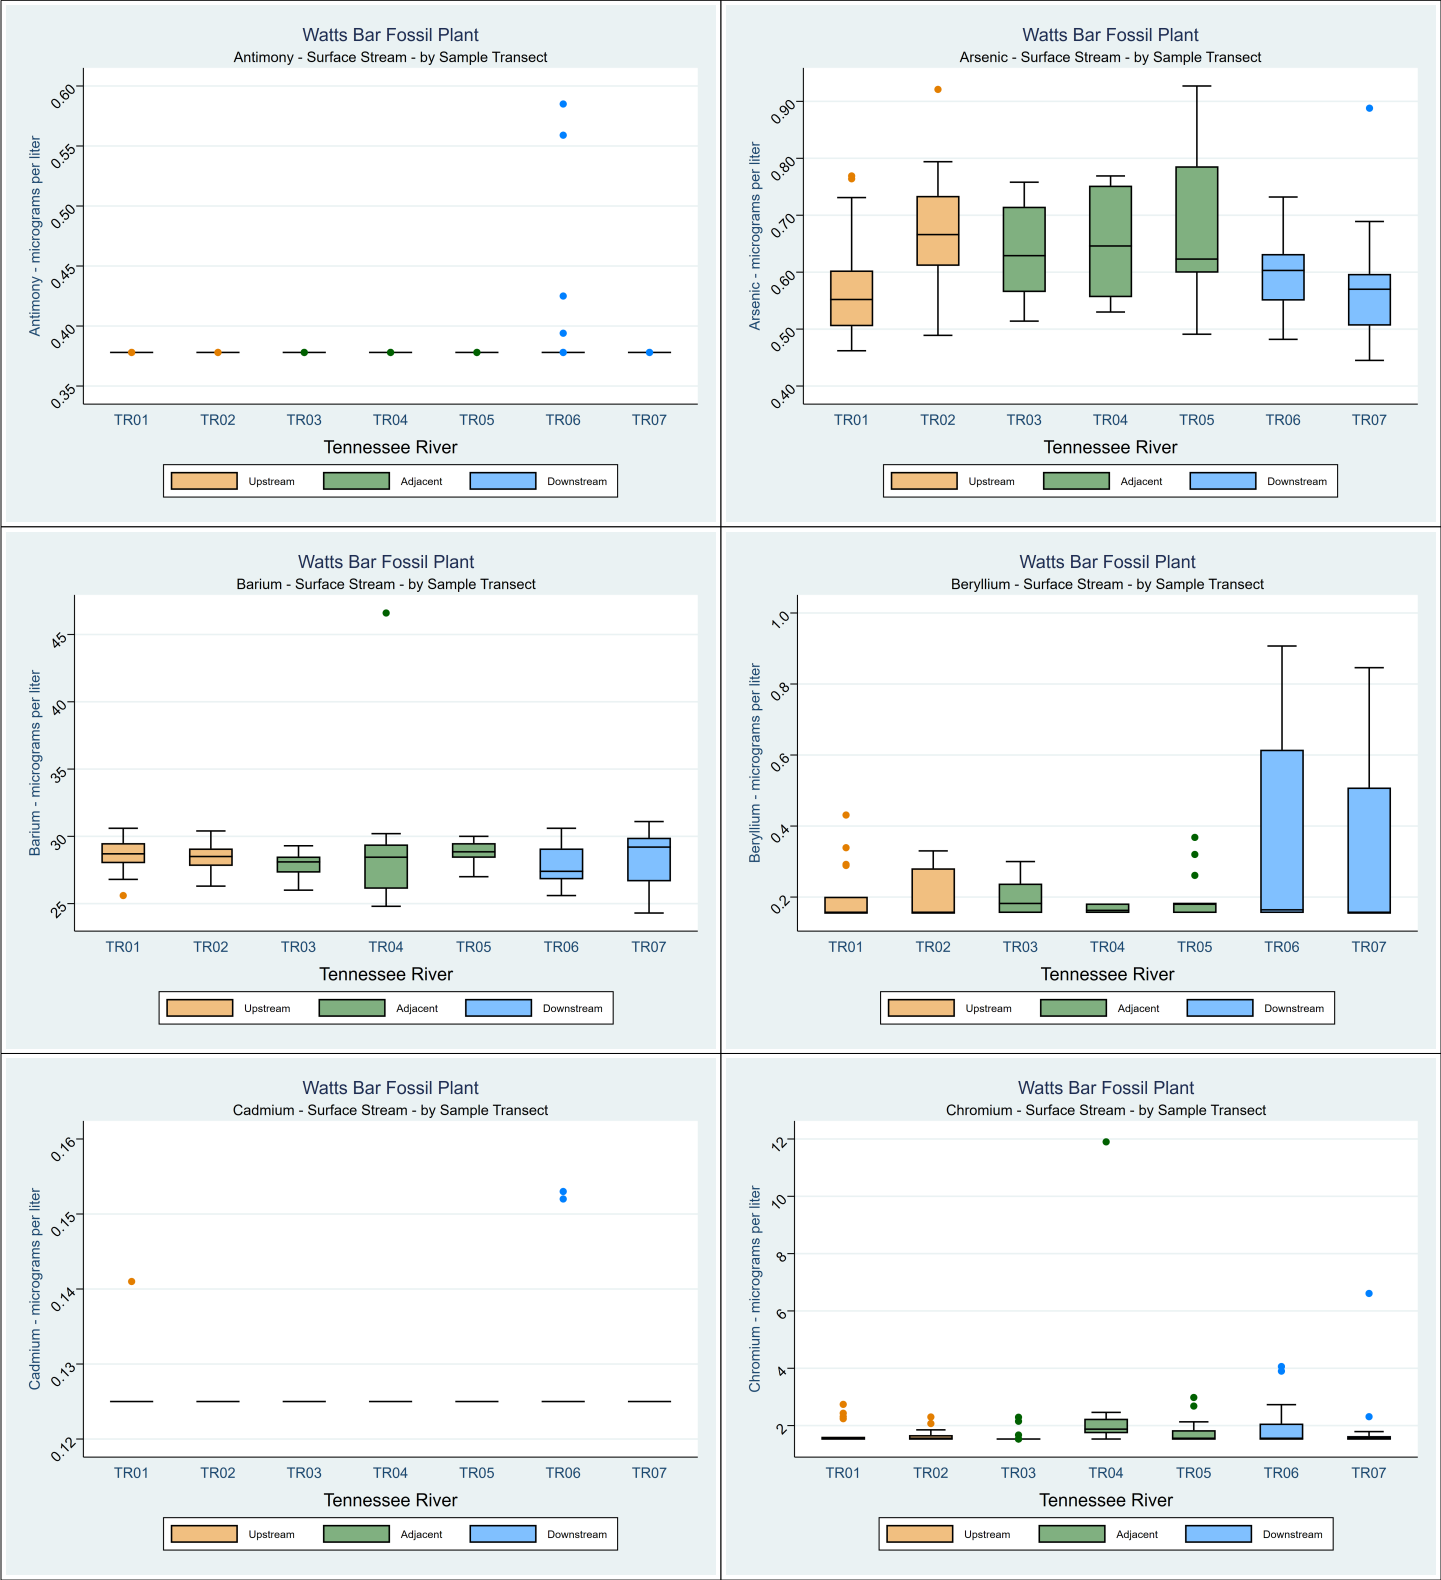 Watts Bar Fossil Plant
Antimony - Surface Stream - by Sample Transect
Antimony - micrograms per liter
0.60
0.55
0.50
0.45
0.40
0.35
TR01 TR02 TR03 TR04 TR05 TR06 TR07
Tennessee River
Upstream Adjacent Downstream
Watts Bar Fossil Plant
Arsenic - Surface Stream - by Sample Transect
Arsenic - micrograms per liter
0.90
0.80
0.70
0.60
0.50
0.40
TR01 TR02 TR03 TR04 TR05 TR06 TR07
Tennessee River
Upstream Adjacent Downstream
Watts Bar Fossil Plant
Barium - Surface Stream - by Sample Transect
Barium - micrograms per liter
45
40
35
30
25
TR01 TR02 TR03 TR04 TR05 TR06 TR07
Tennessee River
Upstream Adjacent Downstream
Watts Bar Fossil Plant
Beryllium - Surface Stream - by Sample Transect
Beryllium - micrograms per liter
1.0
0.8
0.6
0.4
0.2
TR01 TR02 TR03 TR04 TR05 TR06 TR07
Tennessee River
Upstream Adjacent Downstream
Watts Bar Fossil Plant
Cadmium - Surface Stream - by Sample Transect
Cadmium - micrograms per liter
0.16
0.15
0.14
0.13
0.12
TR01 TR02 TR03 TR04 TR05 TR06 TR07
Tennessee River
Upstream Adjacent Downstream
Watts Bar Fossil Plant
Chromium - Surface Stream - by Sample Transect
Chromium - micrograms per liter
12
10
8
6
4
2
TR01 TR02 TR03 TR04 TR05 TR06 TR07
Tennessee River
Upstream Adjacent Downstream